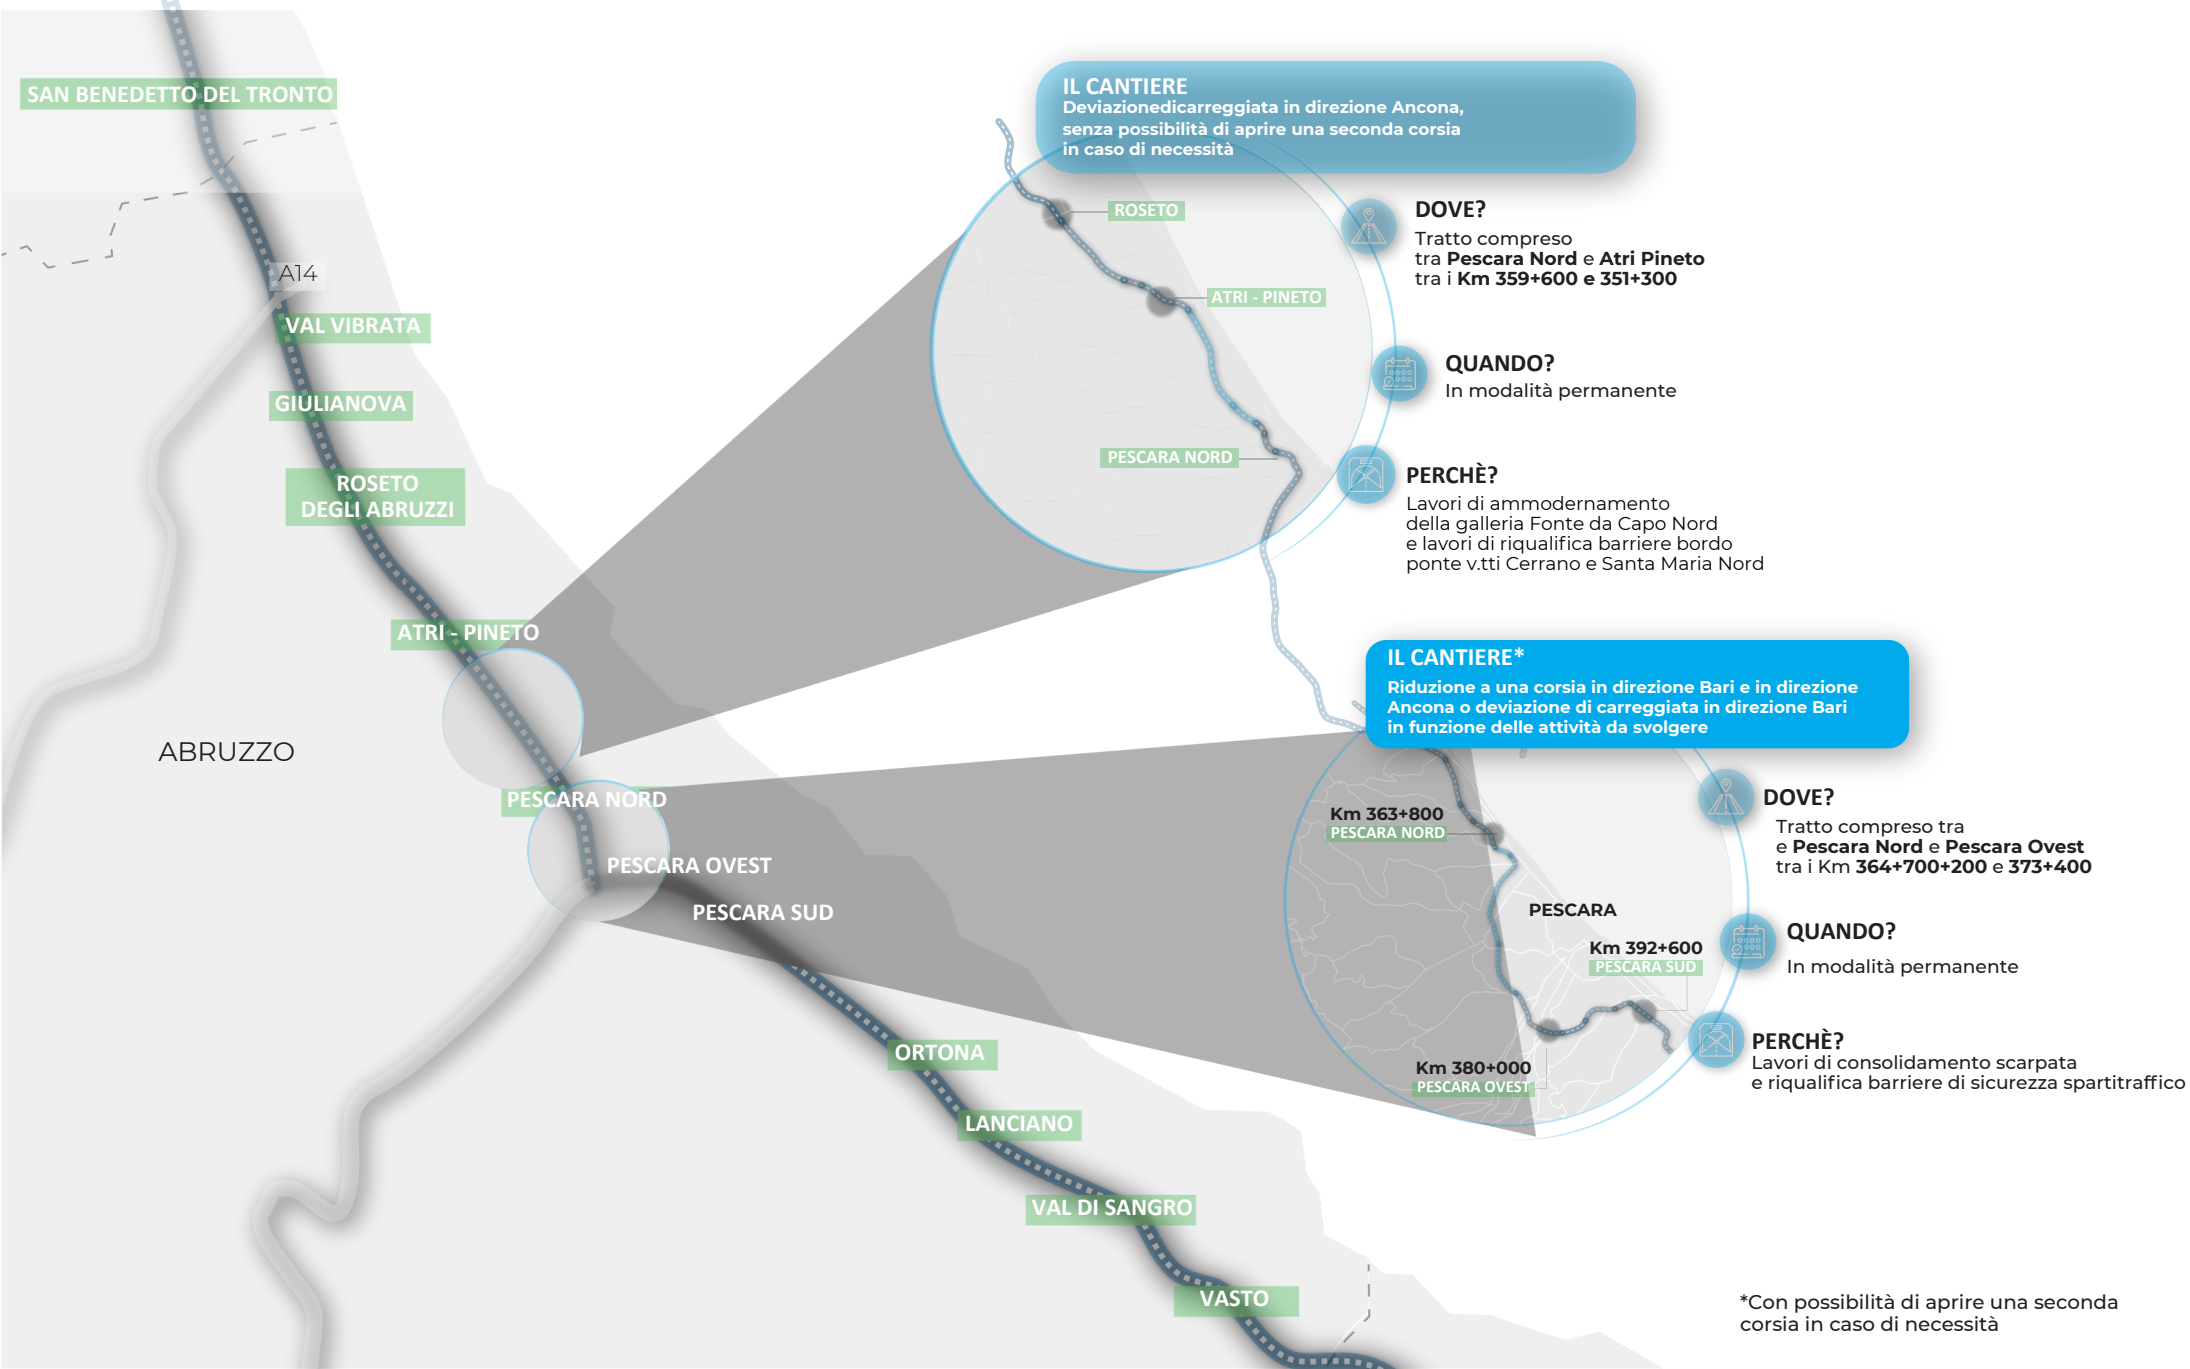 SAN BENEDETTO DEL TRONTO
A14
VAL VIBRATA
GIULIANOVA
ROSETO
DEGLI ABRUZZI
ATRI - PINETO
ABRUZZO
PESCARA NORD
PESCARA OVEST
PESCARA SUD
ORTONA
LANCIANO
VAL DI SANGRO
VASTO
IL CANTIERE
Deviazionedicarreggiata in direzione Ancona,
senza possibilità di aprire una seconda corsia
in caso di necessità
ROSETO
ATRI - PINETO
PESCARA NORD
DOVE?
Tratto compreso
tra Pescara Nord e Atri Pineto
tra i Km 359+600 e 351+300
QUANDO?
In modalità permanente
PERCHÈ?
Lavori di ammodernamento
della galleria Fonte da Capo Nord
e lavori di riqualifica barriere bordo
ponte v.tti Cerrano e Santa Maria Nord
IL CANTIERE*
Riduzione a una corsia in direzione Bari e in direzione
Ancona o deviazione di carreggiata in direzione Bari
in funzione delle attività da svolgere
Km 363+800
PESCARA NORD
PESCARA
Km 392+600
PESCARA SUD
Km 380+000
PESCARA OVEST
DOVE?
Tratto compreso tra
e Pescara Nord e Pescara Ovest
tra i Km 364+700+200 e 373+400
QUANDO?
In modalità permanente
PERCHÈ?
Lavori di consolidamento scarpata
e riqualifica barriere di sicurezza spartitraffico
*Con possibilità di aprire una seconda
corsia in caso di necessità